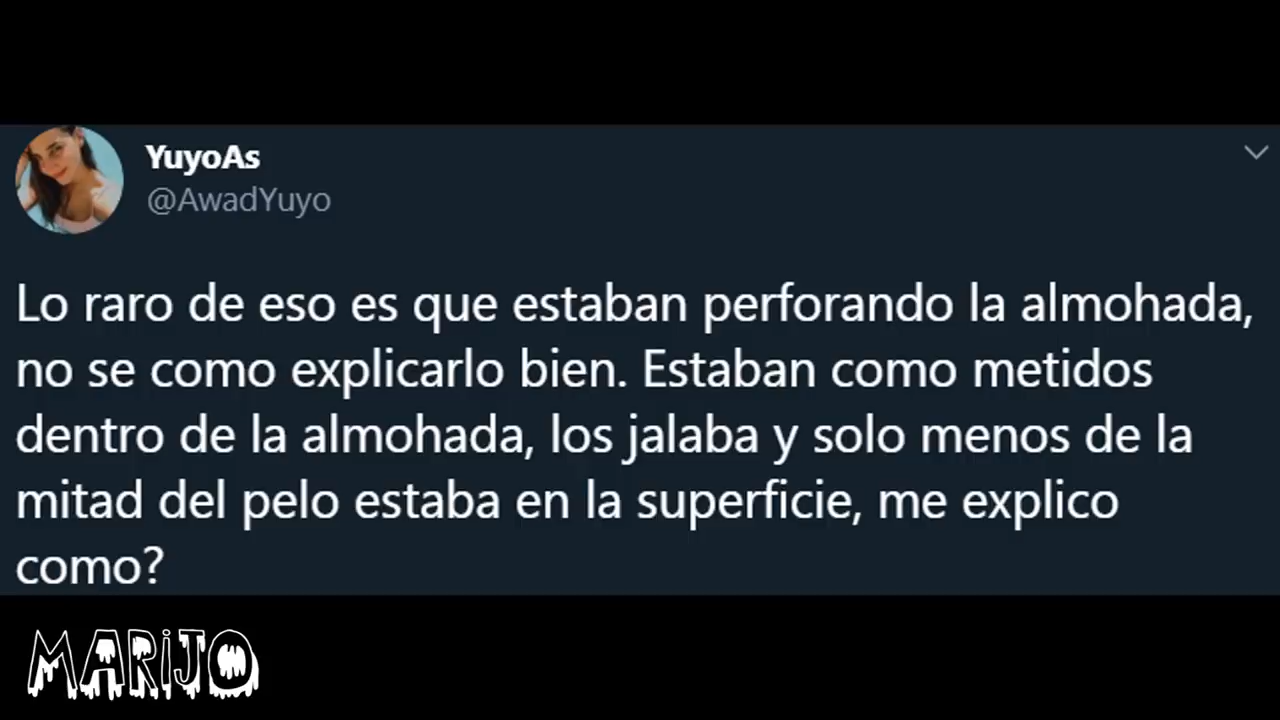 YuyoAs
@AwadYuyo
Lo raro de eso es que estaban perforando la almohada,
no se como explicarlo bien. Estaban como metidos
dentro de la almohada, los jalaba y solo menos de la
mitad del pelo estaba en la superficie, me explico
como?
MARiJO